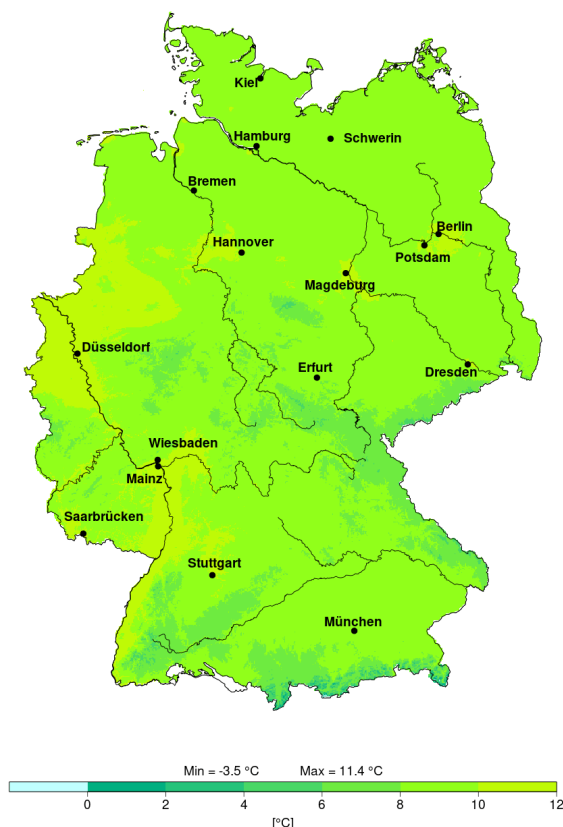 Kiel
Hamburg
Schwerin
Bremen
Berlin
Hannover
Potsdam
Magdeburg
Düsseldorf
Erfurt
Dresden
Wiesbaden
Mainz
Saarbrücken
Stuttgart
München
Min = -3.5 °C Max = 11.4 °C
0 2 4 6 8 10 12
[°C]